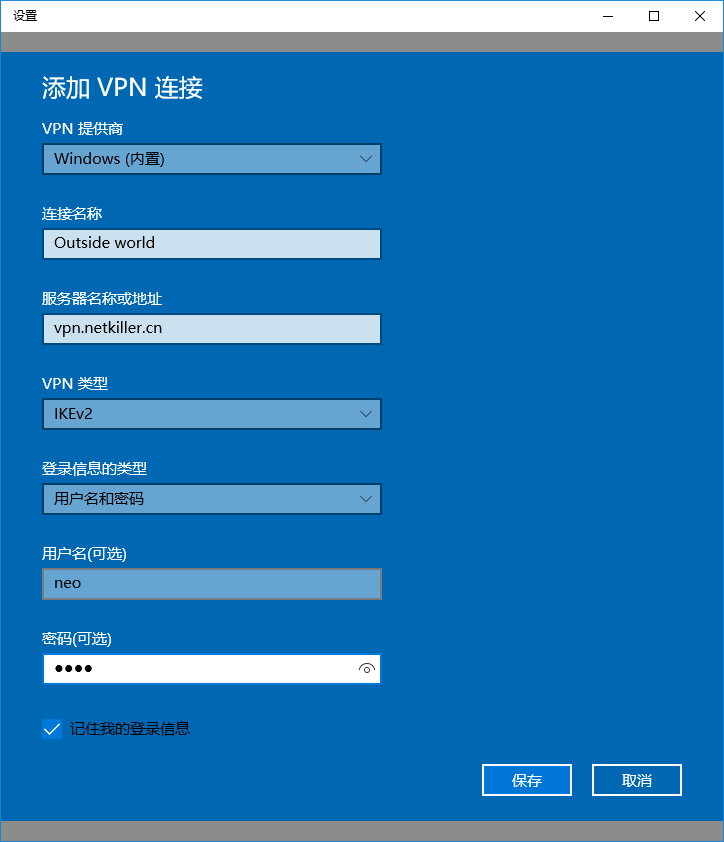 设置
添加 VPN 连接
VPN 提供商
Windows (内置)
连接名称
Outside world
服务器名称或地址
vpn.netkiller.cn
VPN 类型
IKEv2
登录信息的类型
用户名和密码
用户名(可选)
neo
密码(可选)
●●●●
记住我的登录信息
保存 取消